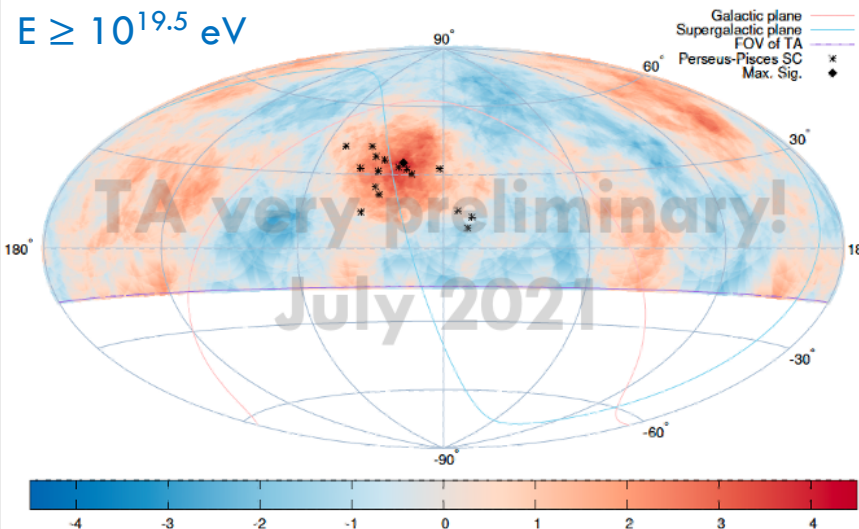 E ≥ 10^19.5 eV
Galactic plane
Supergalactic plane
FOV of TA
Perseus-Pisces SC
Max. Sig.
90°
60°
30°
TA very preliminary!
180°
18
July 2021
-30°
-60°
-90°
-4 -3 -2 -1 0 1 2 3 4